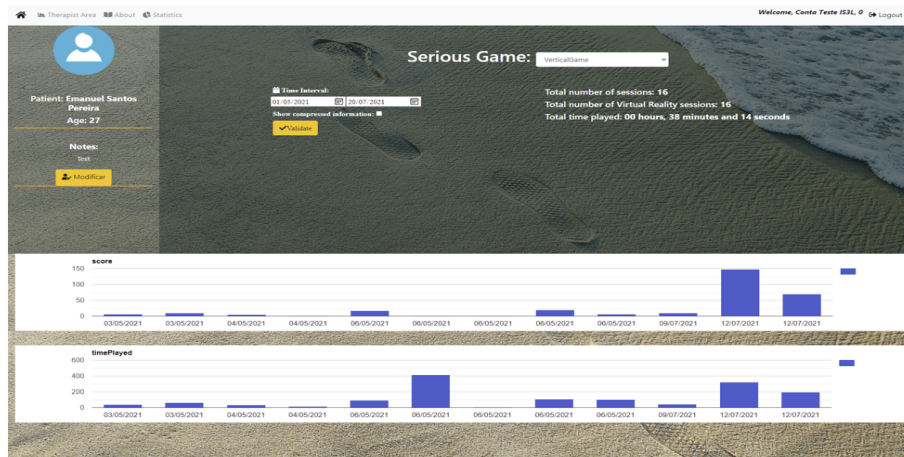 Therapist Area About Statistics Welcome, Conta Teste IS3L, 0 Logout
Patient: Emanuel Santos
Pereira
Age: 27
Notes:
Test
Modificar
Serious Game: VerticalGame
Time Interval:
01/05/2021 20/07/2021
Show compressed information:
Validate
Total number of sessions: 16
Total number of Virtual Reality sessions: 16
Total time played: 00 hours, 38 minutes and 14 seconds
score
150
100
50
0
03/05/2021 03/05/2021 04/05/2021 04/05/2021 06/05/2021 06/05/2021 06/05/2021 06/05/2021 06/05/2021 09/07/2021 12/07/2021 12/07/2021
timePlayed
600
400
200
0
03/05/2021 03/05/2021 04/05/2021 04/05/2021 06/05/2021 06/05/2021 06/05/2021 06/05/2021 06/05/2021 09/07/2021 12/07/2021 12/07/2021